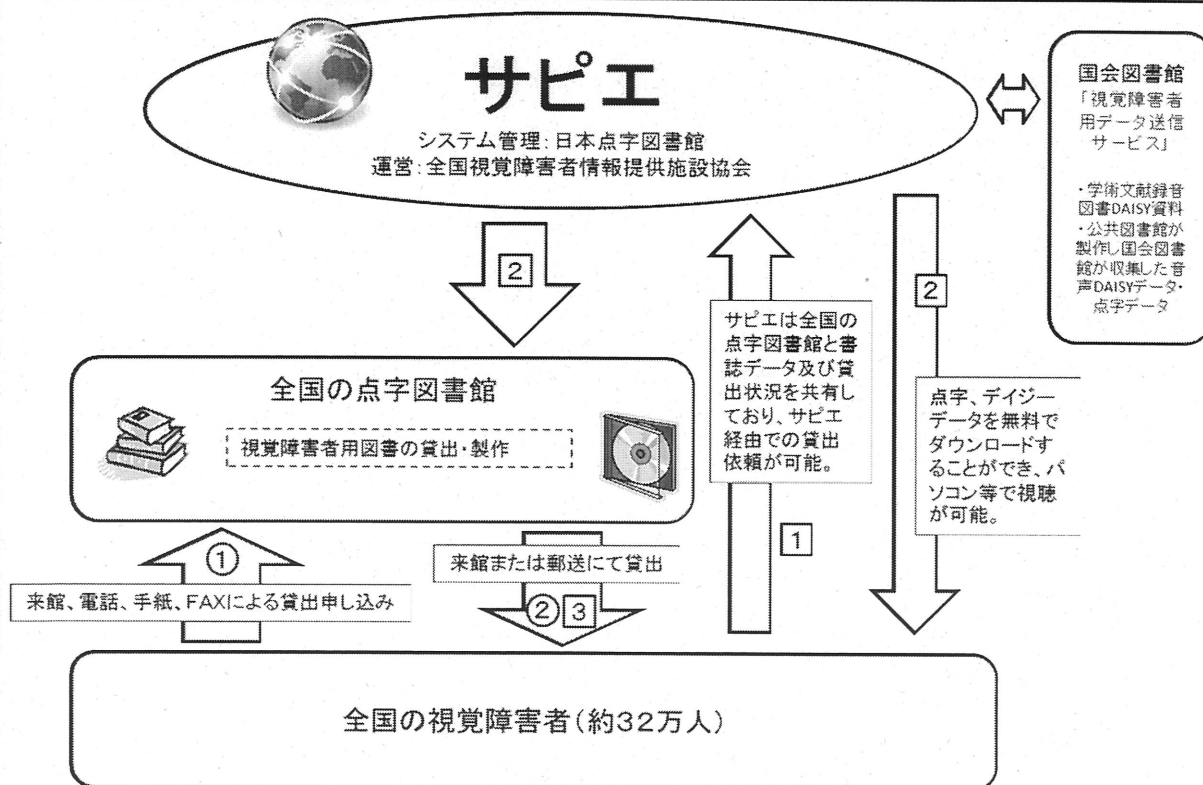 サピエ
システム管理:日本点字図書館
運営:全国視覚障害者情報提供施設協会
国会図書館
「視覚障害者
用データ送信
サービス」
・学術文献録音
図書DAISY資料
・公共図書館が
製作し国会図書
館が収集した音
声DAISYデータ・
点字データ
2
サピエは全国の
点字図書館と書
誌データ及び貸
出状況を共有し
ており、サピエ
経由での貸出
依頼が可能。
1
2
点字、デイジー
データを無料で
ダウンロードす
ることができ、パ
ソコン等で視聴
が可能。
全国の点字図書館
視覚障害者用図書の貸出・製作
①
来館、電話、手紙、FAXによる貸出申し込み
来館または郵送にて貸出
②3
全国の視覚障害者(約32万人)